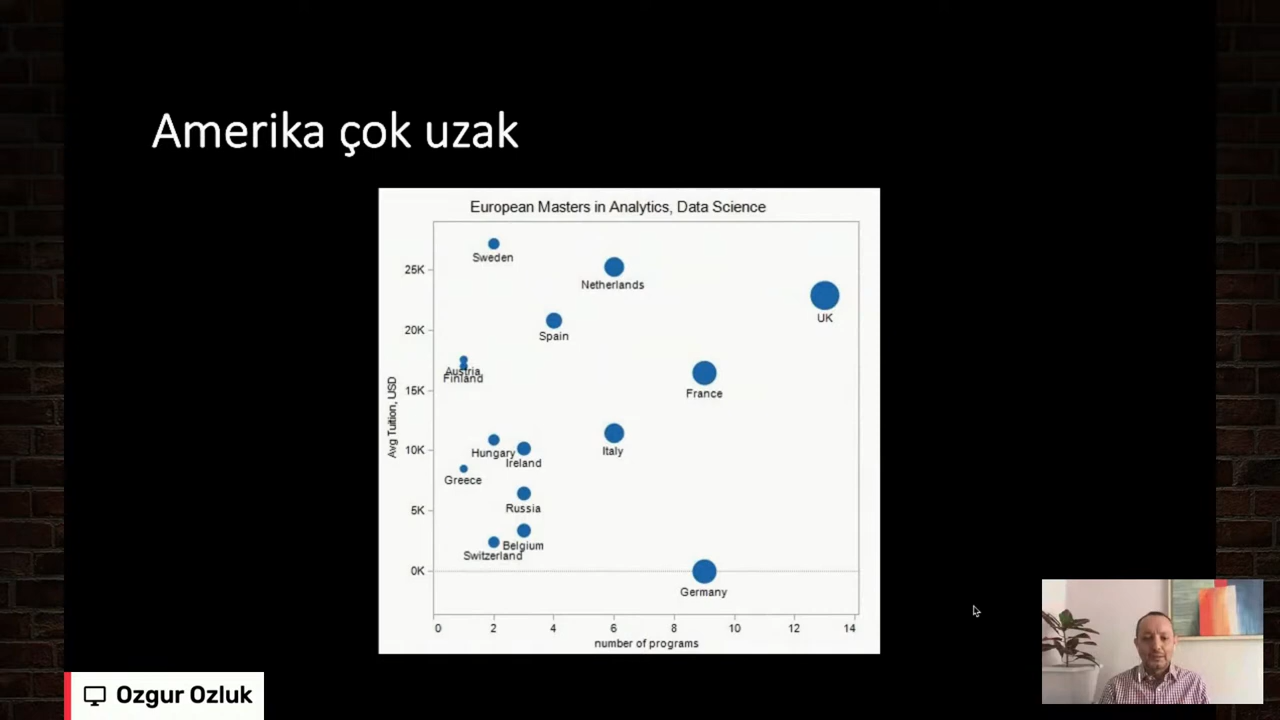 Amerika çok uzak
European Masters in Analytics, Data Science
25K
Sweden
Netherlands
UK
20K
Spain
Austria
Finland
15K
France
Avg Tuition, USD
10K
Hungary
Ireland
Italy
Greece
5K
Russia
Belgium
Switzerland
0K
Germany
0 2 4 6 8 10 12 14
number of programs
Ozgur Ozluk